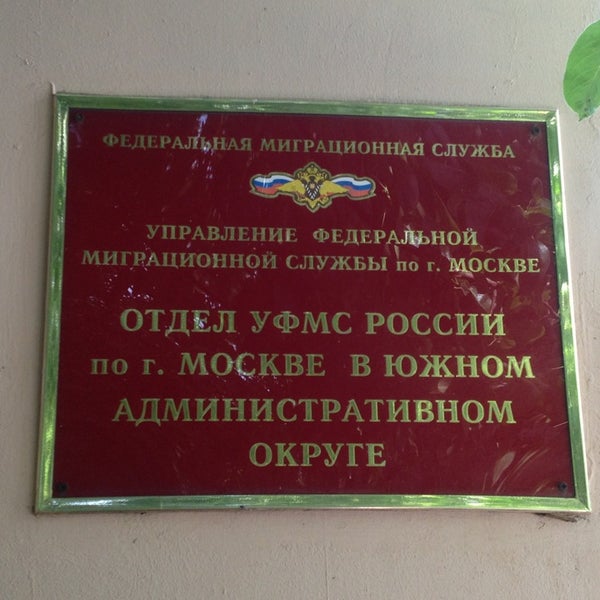 ФЕДЕРАЛЬНАЯ МИГРАЦИОННАЯ СЛУЖБА
УПРАВЛЕНИЕ ФЕДЕРАЛЬНОЙ
МИГРАЦИОННОЙ СЛУЖБЫ по г. МОСКВЕ
ОТДЕЛ УФМС РОССИИ
по г. МОСКВЕ В ЮЖНОМ
АДМИНИСТРАТИВНОМ
ОКРУГЕ